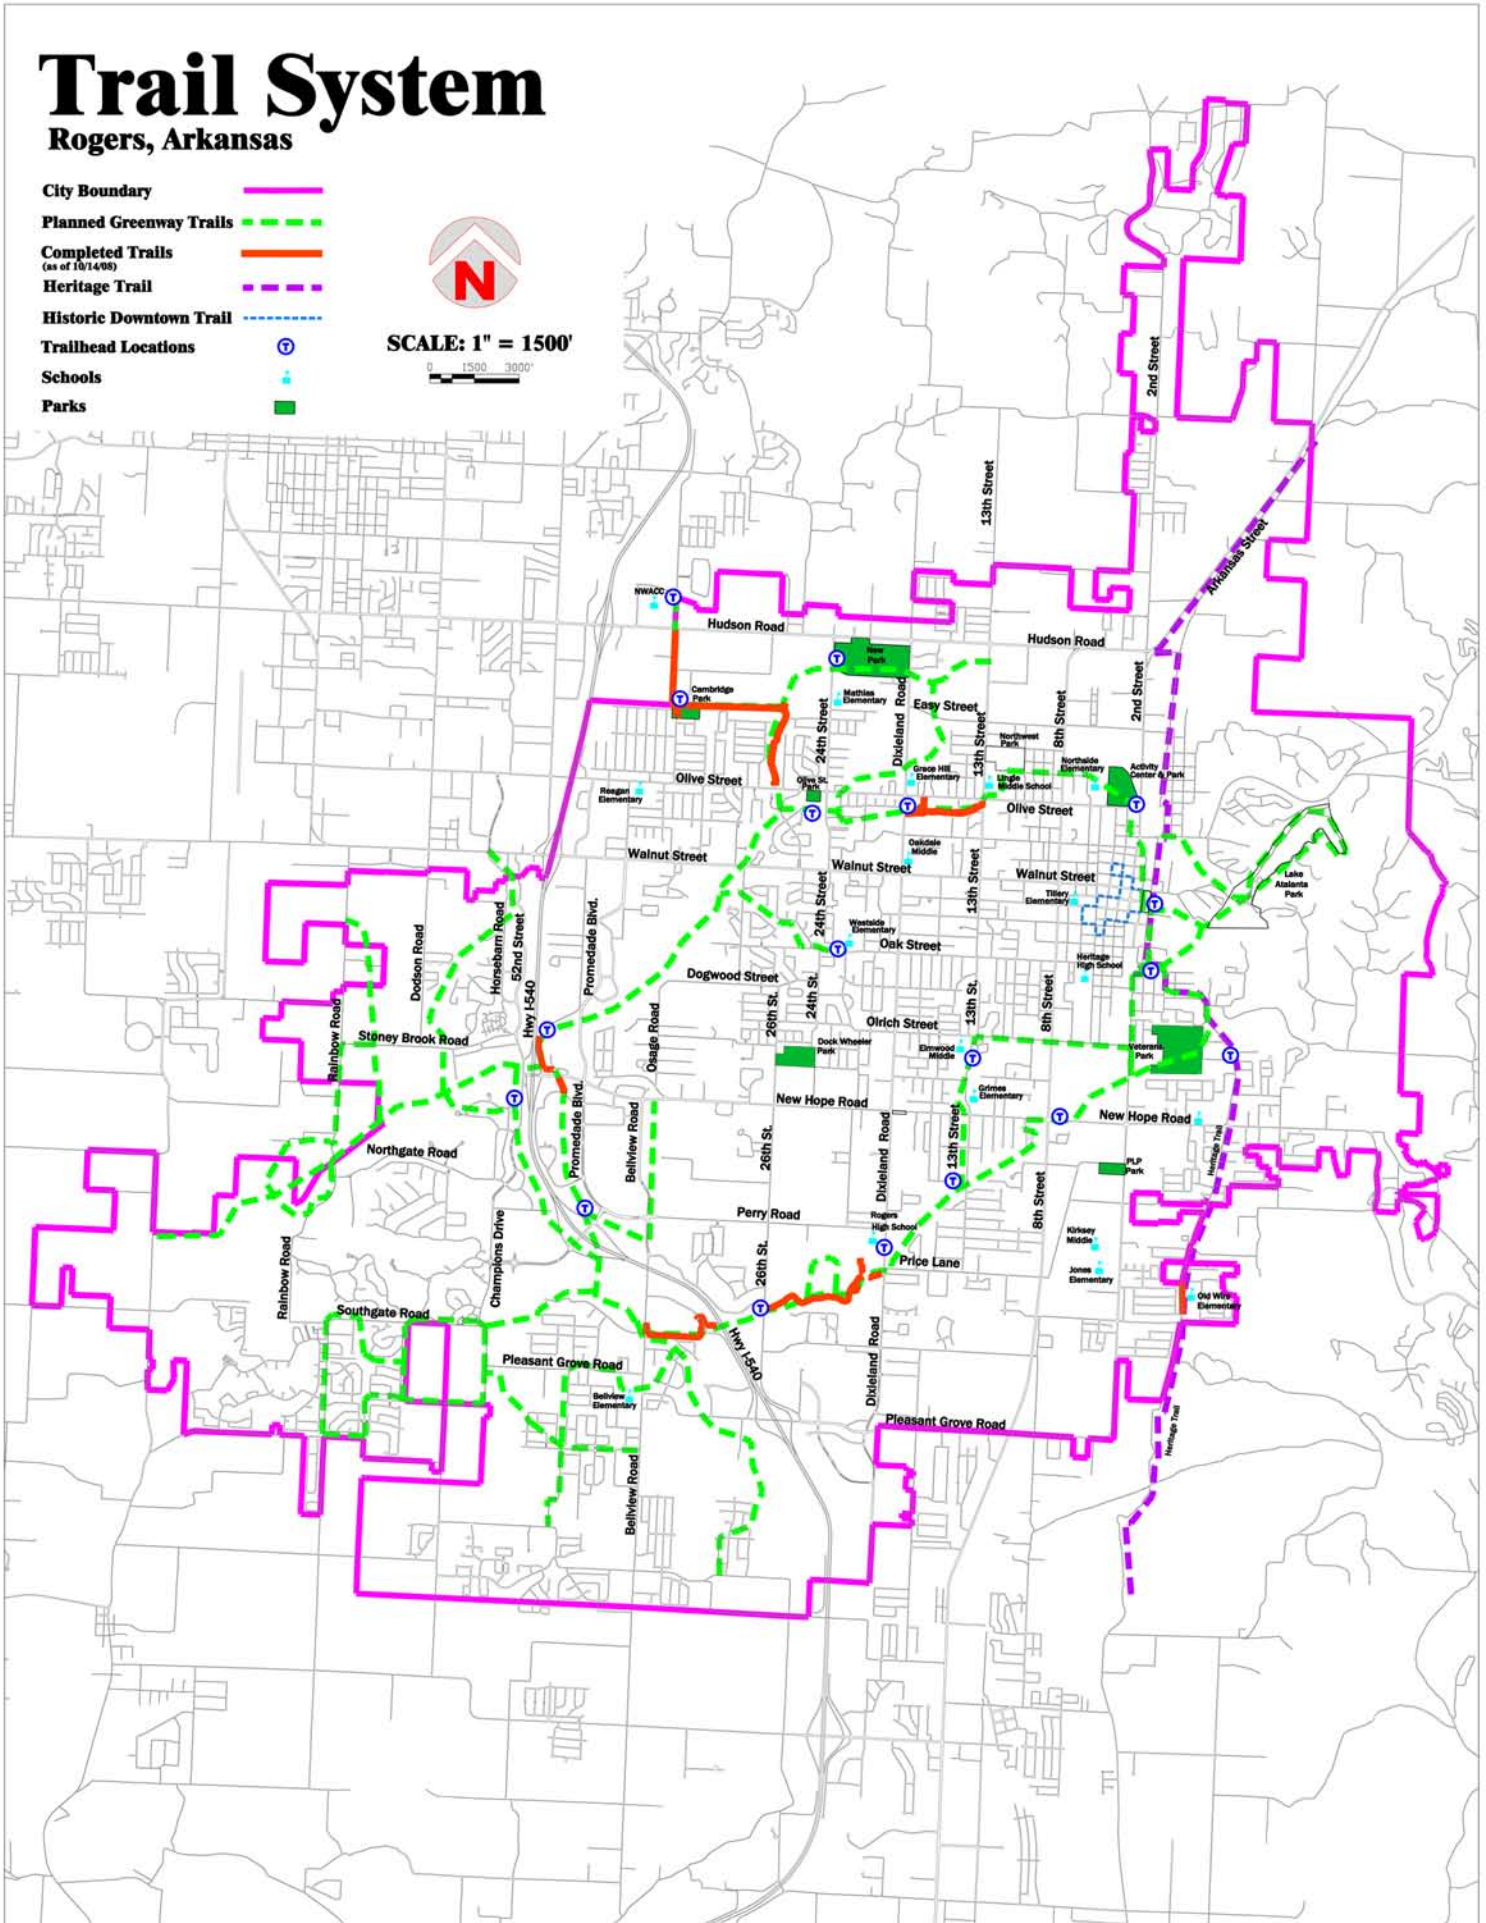 Trail System
Rogers, Arkansas
City Boundary
Planned Greenway Trails
Completed Trails
(as of 10/14/08)
Heritage Trail
Historic Downtown Trail
Trailhead Locations
T
Schools
Parks
N
SCALE: 1" = 1500'
0 1500 3000'
2nd Street
13th Street
Arkansas Street
NWACC
T
Hudson Road
Hudson Road
T
New
Park
2nd Street
T
Cambridge
Park
Mathias
Elementary
Dixieland Road
Easy Street
8th Street
24th Street
13th Street
Northwest
Park
Olive Street
Reagan
Elementary
Olive St.
Park
Grace Hill
Elementary
Lingle
Middle School
Northside
Elementary
Activity
Center & Park
T
T
T
Olive Street
Walnut Street
Oakdale
Middle
Walnut Street
13th Street
Walnut Street
Tillery
Elementary
T
Lake
Atalanta
Park
24th Street
Westside
Elementary
T
Oak Street
Dodson Road
Horsebarn Road
52nd Street
Promedade Blvd.
Hwy I-540
Dogwood Street
Heritage
High School
T
26th St.
24th St.
13th St.
8th Street
Rainbow Road
Stoney Brook Road
T
Osage Road
Olrich Street
Dock Wheeler
Park
Elmwood
Middle
T
Veterans
Park
T
T
Promedade Blvd.
Bellview Road
New Hope Road
Grimes
Elementary
T
New Hope Road
Northgate Road
26th St.
Dixieland Road
13th Street
Heritage Trail
PLP
Park
T
8th Street
T
Perry Road
Rogers
High School
T
Kirksey
Middle
Price Lane
Jones
Elementary
Rainbow Road
Champions Drive
26th St.
Old Wire
Elementary
Southgate Road
T
Hwy I-540
Dixieland Road
Pleasant Grove Road
Bellview
Elementary
Pleasant Grove Road
Heritage Trail
Bellview Road